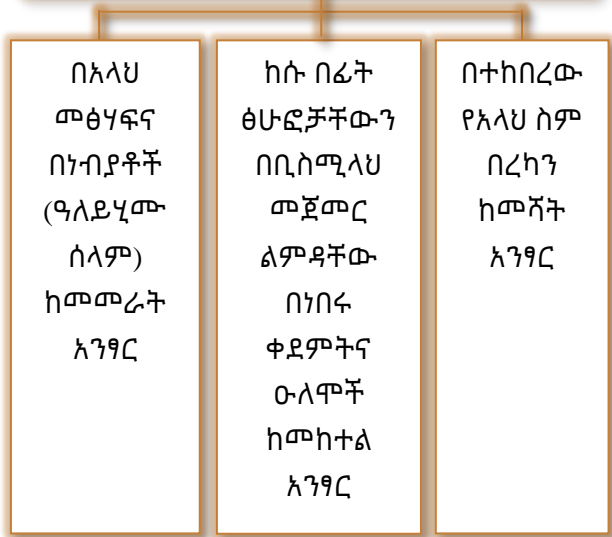 በአላህ
መፅሃፍና
በነብያቶች
(ዓለይሂሙ
ሰላም)
ከመመራት
አንፃር
ከሱ በፊት
ፅሁፎቻቸውን
በቢስሚላህ
መጀመር
ልምዳቸው
በነበሩ
ቀደምትና
ዑለሞች
ከመከተል
አንፃር
በተከበረው
የአላህ ስም
በረካን
ከመሻት
አንፃር